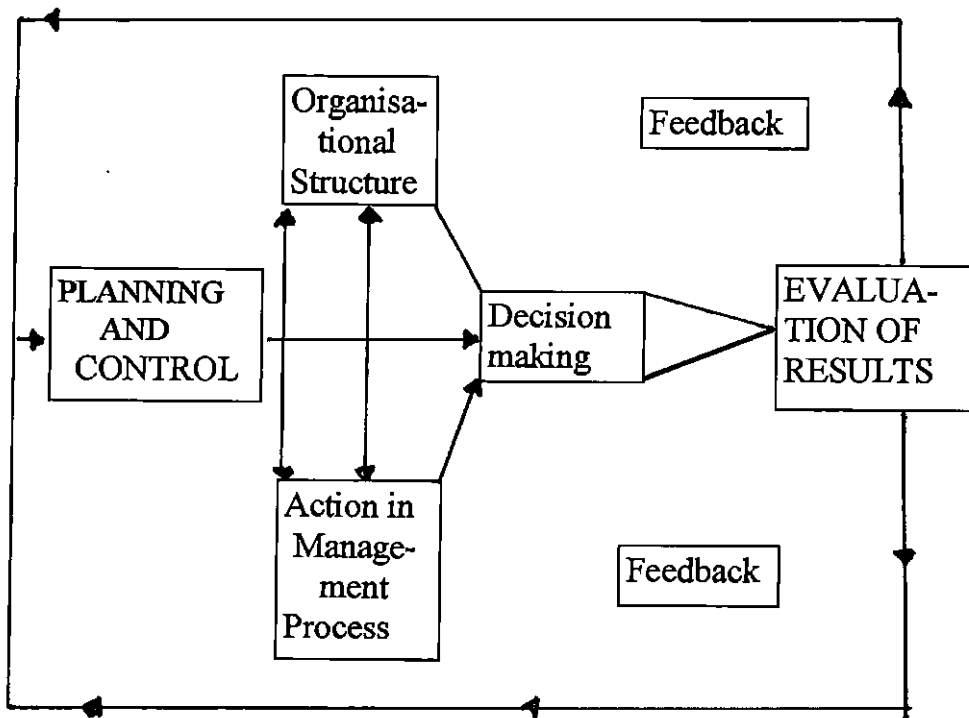 Organisa-
tional
Structure
Feedback
PLANNING
AND
CONTROL
Decision
making
EVALUA-
TION OF
RESULTS
Action in
Manage-
ment
Process
Feedback